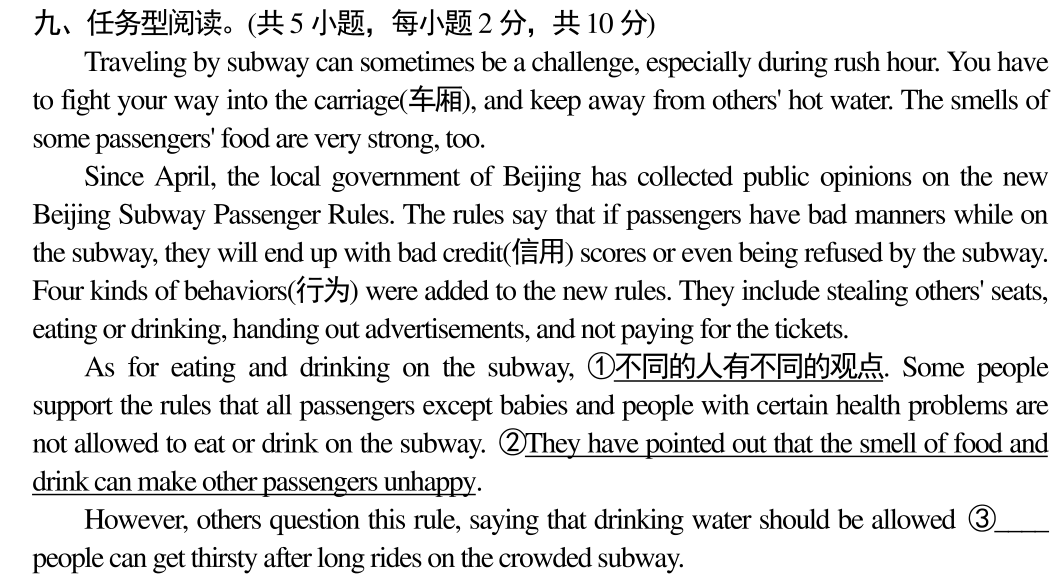 九、任务型阅读。(共 5 小题，每小题 2 分，共 10 分)
Traveling by subway can sometimes be a challenge, especially during rush hour. You have
to fight your way into the carriage(车厢), and keep away from others' hot water. The smells of
some passengers' food are very strong, too.
Since April, the local government of Beijing has collected public opinions on the new
Beijing Subway Passenger Rules. The rules say that if passengers have bad manners while on
the subway, they will end up with bad credit(信用) scores or even being refused by the subway.
Four kinds of behaviors(行为) were added to the new rules. They include stealing others' seats,
eating or drinking, handing out advertisements, and not paying for the tickets.
As for eating and drinking on the subway, ①不同的人有不同的观点. Some people
support the rules that all passengers except babies and people with certain health problems are
not allowed to eat or drink on the subway. ②They have pointed out that the smell of food and
drink can make other passengers unhappy.
However, others question this rule, saying that drinking water should be allowed ③____
people can get thirsty after long rides on the crowded subway.